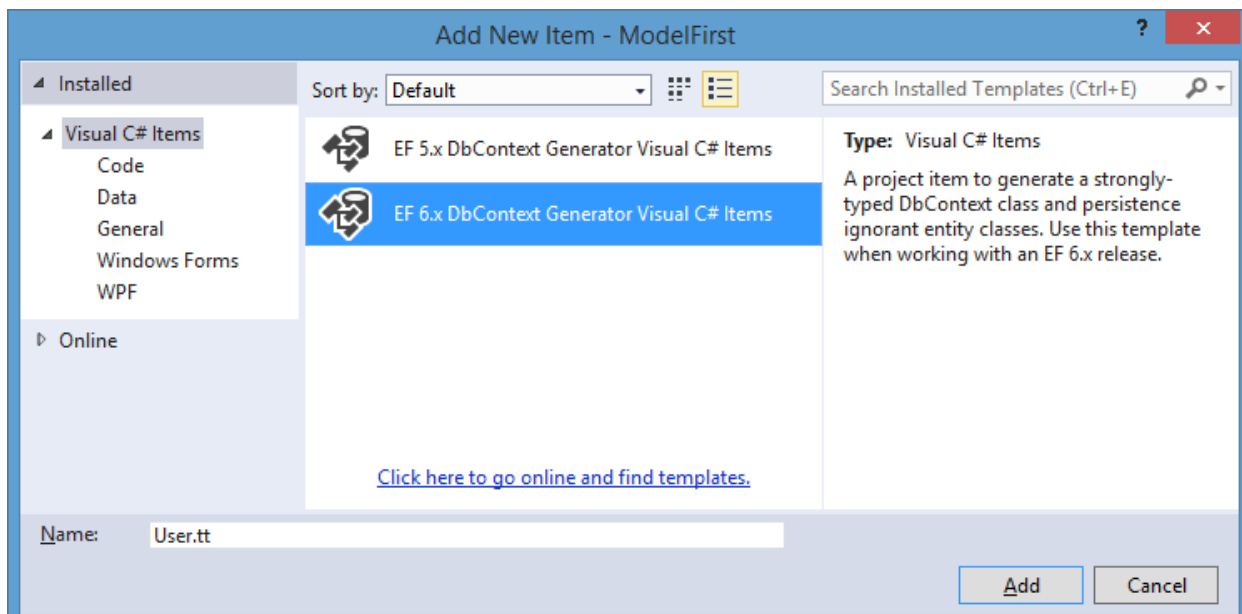 Add New Item - ModelFirst
?
Installed
Sort by: Default
Search Installed Templates (Ctrl+E)
Visual C# Items
Code
Data
General
Windows Forms
WPF
Online
EF 5.x DbContext Generator Visual C# Items
EF 6.x DbContext Generator Visual C# Items
Click here to go online and find templates.
Type: Visual C# Items
A project item to generate a strongly-
typed DbContext class and persistence
ignorant entity classes. Use this template
when working with an EF 6.x release.
Name: User.tt
Add Cancel